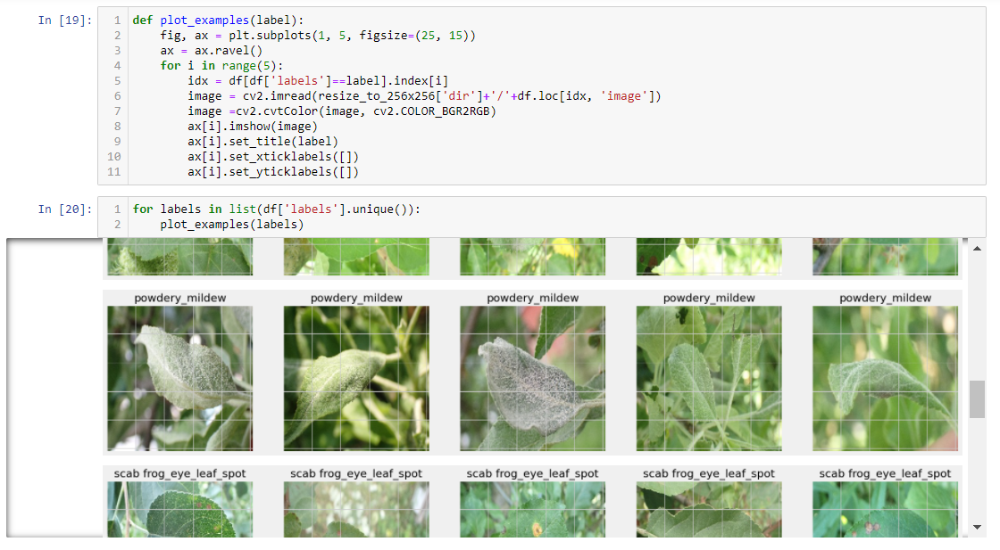 In [19]:
1 def plot_examples(label):
2     fig, ax = plt.subplots(1, 5, figsize=(25, 15))
3     ax = ax.ravel()
4     for i in range(5):
5         idx = df[df['labels']==label].index[i]
6         image = cv2.imread(resize_to_256x256['dir']+'/'+df.loc[idx, 'image'])
7         image =cv2.cvtColor(image, cv2.COLOR_BGR2RGB)
8         ax[i].imshow(image)
9         ax[i].set_title(label)
10         ax[i].set_xticklabels([])
11         ax[i].set_yticklabels([])
In [20]:
1 for labels in list(df['labels'].unique()):
2     plot_examples(labels)
powdery_mildew powdery_mildew powdery_mildew powdery_mildew powdery_mildew
scab frog_eye_leaf_spot scab frog_eye_leaf_spot scab frog_eye_leaf_spot scab frog_eye_leaf_spot scab frog_eye_leaf_spot